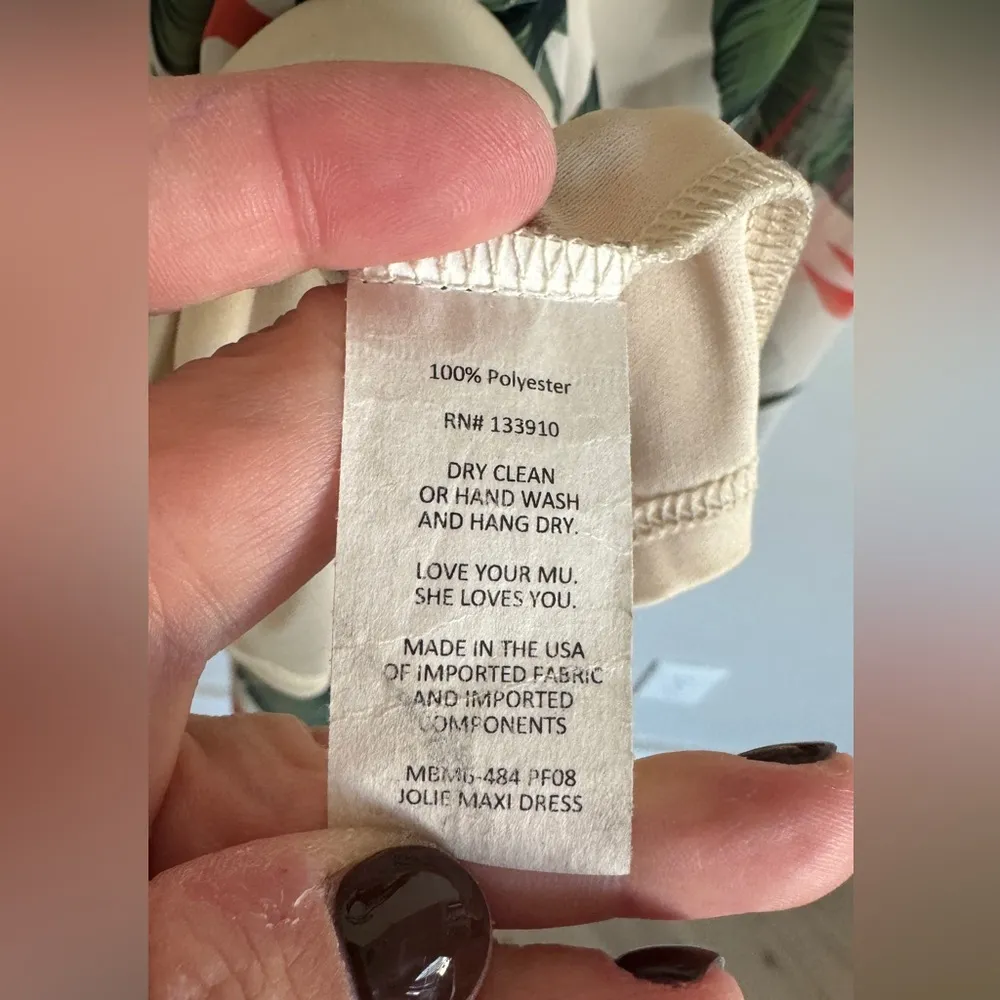 100% Polyester
RN# 133910
DRY CLEAN
OR HAND WASH
AND HANG DRY.
LOVE YOUR MU.
SHE LOVES YOU.
MADE IN THE USA
OF IMPORTED FABRIC
AND IMPORTED
COMPONENTS
MBM6-484 PF08
JOLIE MAXI DRESS